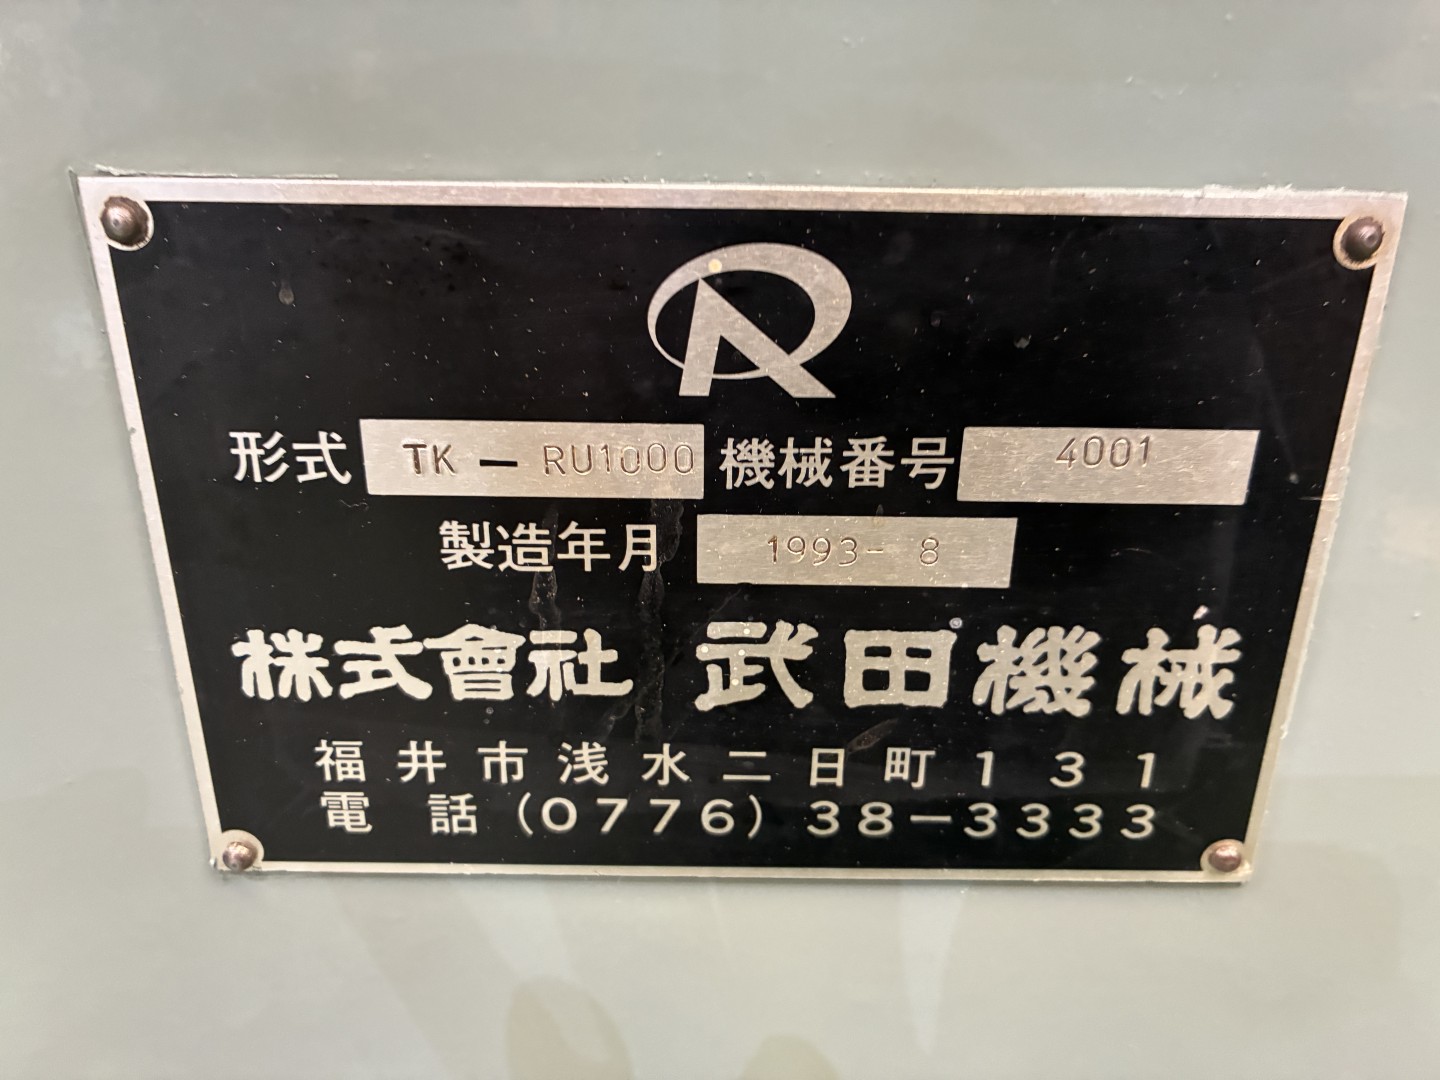 形式 TK - RU1000 機械番号 4001
製造年月 1993- 8
株式會社 武田機械
福井市浅水二日町131
電話(0776)38-3333